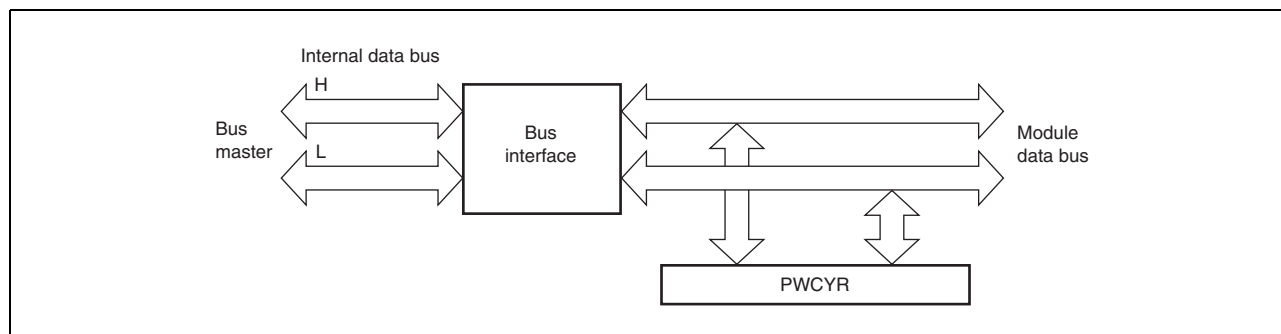 Internal data bus
H
Bus
master
L
Bus
interface
Module
data bus
PWCYR